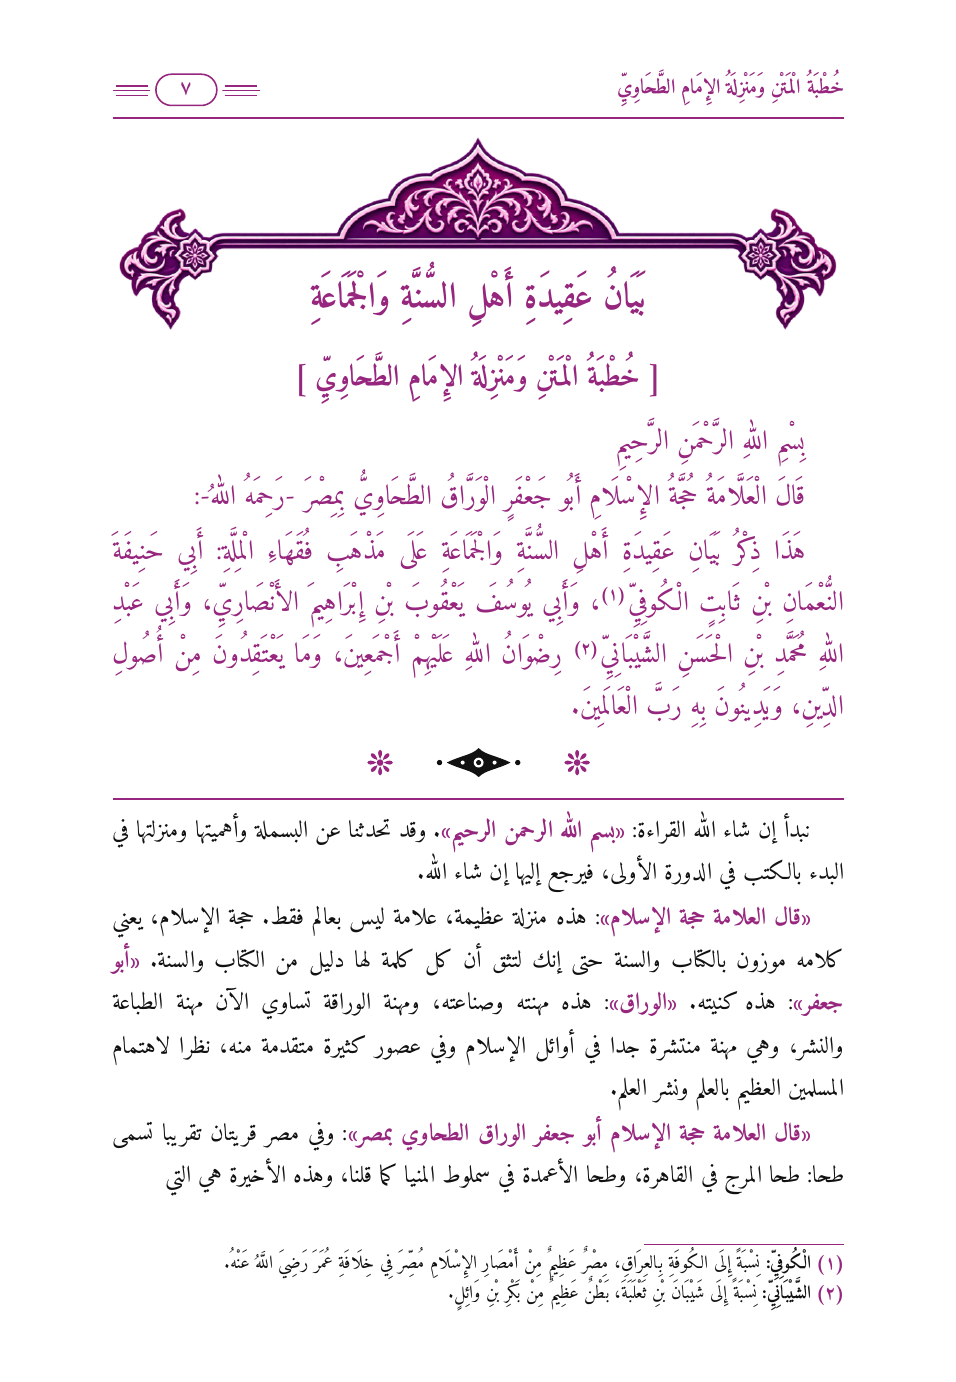 خُطْبَةُ الْمَتْنِ وَمَنْزِلَةُ الإِمَامِ الطَّحَاوِيِّ
٧
بَيَانُ عَقِيدَةِ أَهْلِ السُّنَّةِ وَالْجَمَاعَةِ
[ خُطْبَةُ الْمَتْنِ وَمَنْزِلَةُ الإِمَامِ الطَّحَاوِيِّ ]
بِسْمِ اللهِ الرَّحْمَنِ الرَّحِيمِ
قَالَ الْعَلَّامَةُ حُجَّةُ الإِسْلَامِ أَبُو جَعْفَرٍ الْوَرَّاقُ الطَّحَاوِيُّ بِمِصْرَ -رَحِمَهُ اللهُ-:
هَذَا ذِكْرُ بَيَانِ عَقِيدَةِ أَهْلِ السُّنَّةِ وَالْجَمَاعَةِ عَلَى مَذْهَبِ فُقَهَاءِ الْمِلَّةِ: أَبِي حَنِيفَةَ
النُّعْمَانِ بْنِ ثَابِتٍ الْكُوفِيِّ(١)، وَأَبِي يُوسُفَ يَعْقُوبَ بْنِ إِبْرَاهِيمَ الأَنْصَارِيِّ، وَأَبِي عَبْدِ
اللهِ مُحَمَّدِ بْنِ الْحَسَنِ الشَّيْبَانِيِّ(٢) رِضْوَانُ اللهِ عَلَيْهِمْ أَجْمَعِينَ، وَمَا يَعْتَقِدُونَ مِنْ أُصُولِ
الدِّينِ، وَيَدِينُونَ بِهِ رَبَّ الْعَالَمِينَ.
نبدأ إن شاء الله القراءة: «بسم الله الرحمن الرحيم». وقد تحدثنا عن البسملة وأهميتها ومنزلتها في
البدء بالكتب في الدورة الأولى، فيرجع إليها إن شاء الله.
«قال العلامة حجة الإسلام»: هذه منزلة عظيمة، علامة ليس بعالم فقط. حجة الإسلام، يعني
كلامه موزون بالكتاب والسنة حتى إنك لتثق أن كل كلمة لها دليل من الكتاب والسنة. «أبو
جعفر»: هذه كنيته. «الوراق»: هذه مهنته وصناعته، ومهنة الوراقة تساوي الآن مهنة الطباعة
والنشر، وهي مهنة منتشرة جدا في أوائل الإسلام وفي عصور كثيرة متقدمة منه، نظرا لاهتمام
المسلمين العظيم بالعلم ونشر العلم.
«قال العلامة حجة الإسلام أبو جعفر الوراق الطحاوي بمصر»: وفي مصر قريتان تقريبا تسمى
طحا: طحا المرج في القاهرة، وطحا الأعمدة في سملوط المنيا كما قلنا، وهذه الأخيرة هي التي
(١) الْكُوفِيِّ: نِسْبَةً إِلَى الكُوفَةِ بِالعِرَاقِ، مِصْرٌ عَظِيمٌ مِنْ أَمْصَارِ الإِسْلَامِ مُصِّرَ فِي خِلَافَةِ عُمَرَ رَضِيَ اللَّهُ عَنْهُ.
(٢) الشَّيْبَانِيِّ: نِسْبَةً إِلَى شَيْبَانَ بْنِ ثَعْلَبَةَ، بَطْنٌ عَظِيمٌ مِنْ بَكْرِ بْنِ وَائِلٍ.